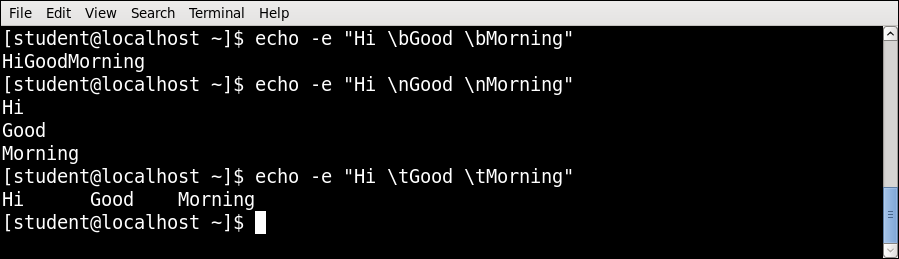 File Edit View Search Terminal Help
[student@localhost ~]$ echo -e "Hi \bGood \bMorning"
HiGoodMorning
[student@localhost ~]$ echo -e "Hi \nGood \nMorning"
Hi
Good
Morning
[student@localhost ~]$ echo -e "Hi \tGood \tMorning"
Hi      Good    Morning
[student@localhost ~]$